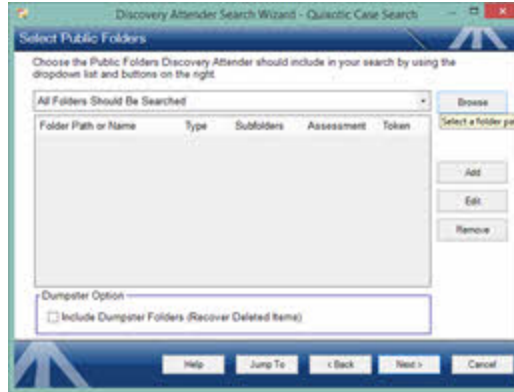 Discovery Attender Search Wizard - Quixotic Case Search
Select Public Folders
Choose the Public Folders Discovery Attender should include in your search by using the
dropdown list and buttons on the right
All Folders Should Be Searched
Browse
Select a folder pa
Folder Path or Name Type Subfolders Assessment Token
Add
Edit
Remove
Dumpster Option
Include Dumpster Folders (Recover Deleted Items)
Help Jump To < Back Next > Cancel